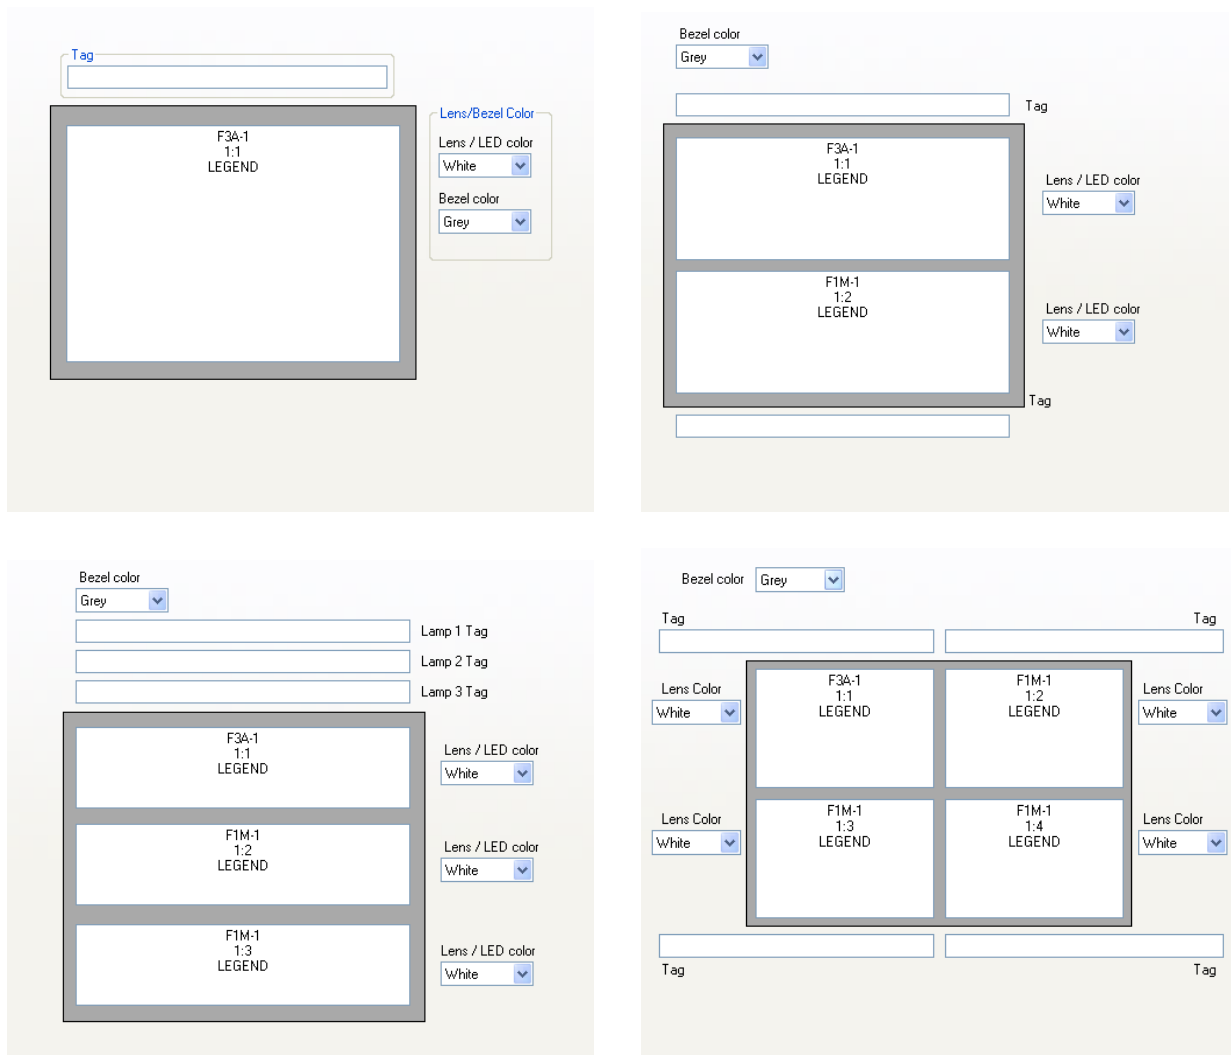 Tag
F3A-1
1:1
LEGEND
Lens/Bezel Color
Lens / LED color
White
Bezel color
Grey
Bezel color
Grey
Tag
F3A-1
1:1
LEGEND
Lens / LED color
White
F1M-1
1:2
LEGEND
Lens / LED color
White
Tag
Bezel color
Grey
Lamp 1 Tag
Lamp 2 Tag
Lamp 3 Tag
F3A-1
1:1
LEGEND
Lens / LED color
White
F1M-1
1:2
LEGEND
Lens / LED color
White
F1M-1
1:3
LEGEND
Lens / LED color
White
Bezel color Grey
Tag Tag
Lens Color
White
F3A-1
1:1
LEGEND
F1M-1
1:2
LEGEND
Lens Color
White
Lens Color
White
F1M-1
1:3
LEGEND
F1M-1
1:4
LEGEND
Lens Color
White
Tag Tag